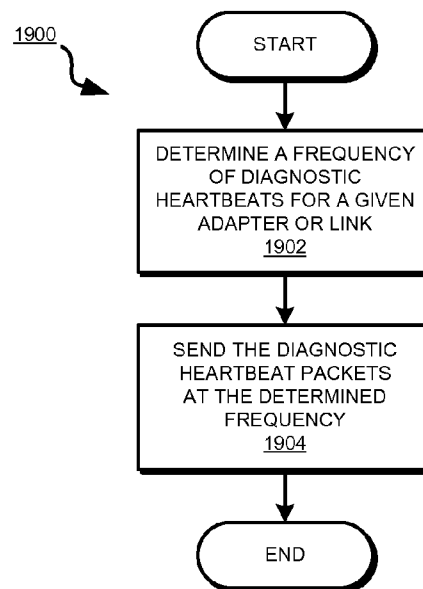 1900
START
DETERMINE A FREQUENCY
OF DIAGNOSTIC
HEARTBEATS FOR A GIVEN
ADAPTER OR LINK
1902
SEND THE DIAGNOSTIC
HEARTBEAT PACKETS
AT THE DETERMINED
FREQUENCY
1904
END